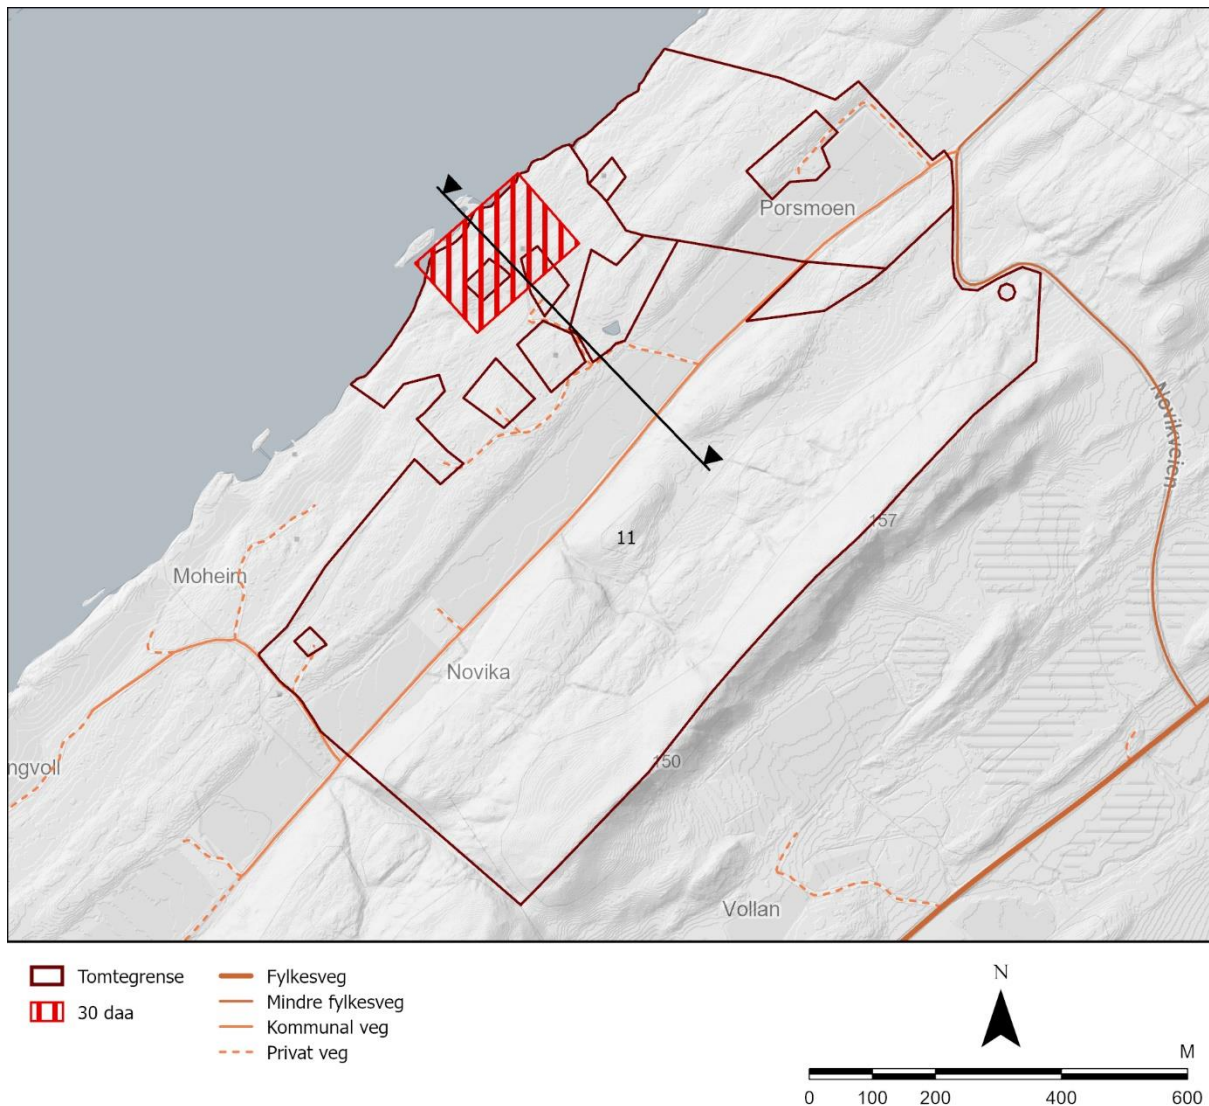 Porsmoen
Novikveien
157
11
Moheim
Novika
150
ngvoll
Vollan
Tomtegrense
30 daa
Fylkesveg
Mindre fylkesveg
Kommunal veg
Privat veg
N
M
0 100 200 400 600